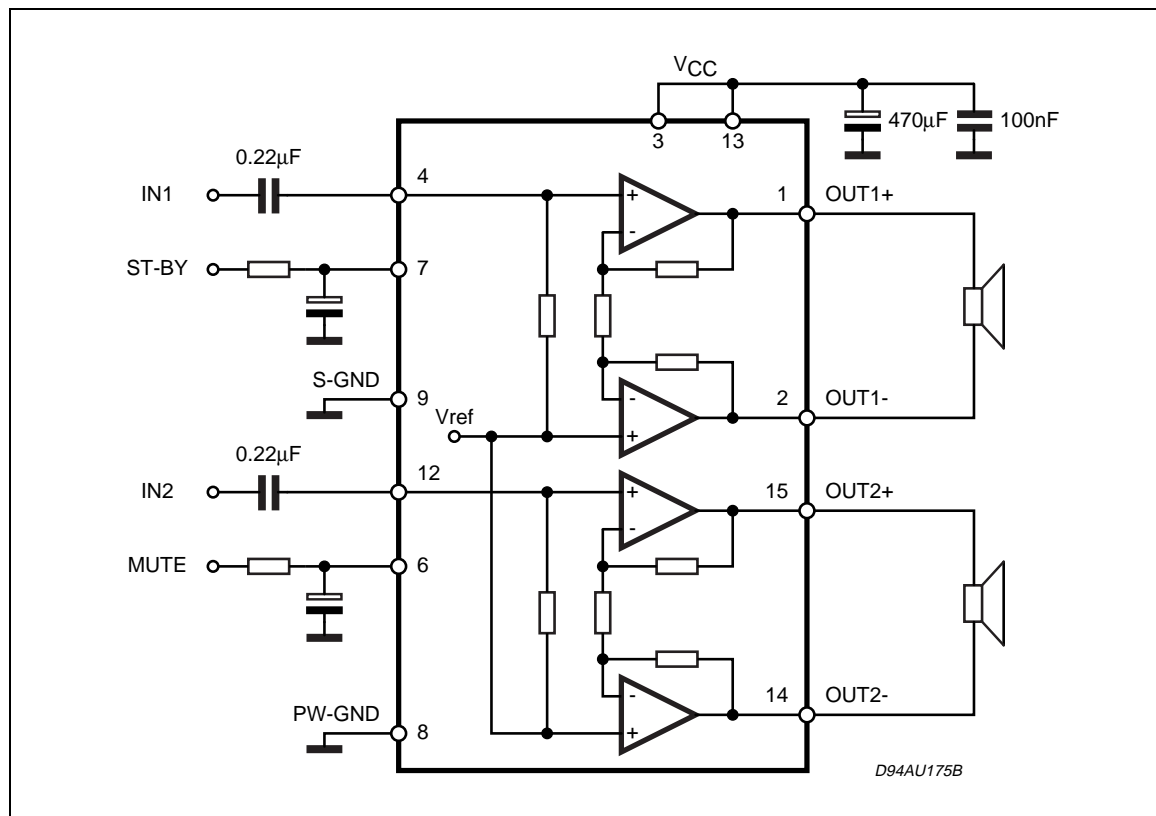 VCC
470µF
100nF
3
13
0.22µF
IN1
4
+
-
1
OUT1+
ST-BY
7
S-GND
9
-
+
2
OUT1-
Vref
0.22µF
IN2
12
+
-
15
OUT2+
MUTE
6
-
+
14
OUT2-
PW-GND
8
D94AU175B